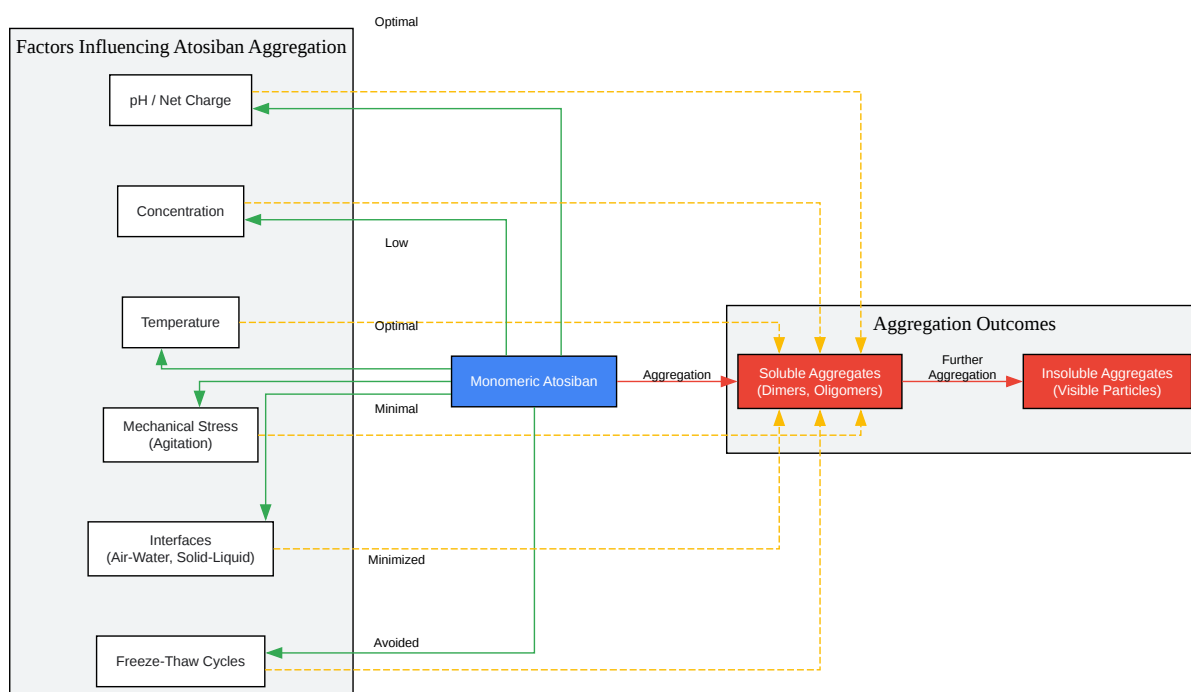 Optimal
Factors Influencing Atosiban Aggregation
pH / Net Charge
Concentration
Low
Temperature
Optimal
Aggregation Outcomes
Monomeric Atosiban
Aggregation
Soluble Aggregates
(Dimers, Oligomers)
Further
Aggregation
Insoluble Aggregates
(Visible Particles)
Minimal
Mechanical Stress
(Agitation)
Interfaces
(Air-Water, Solid-Liquid)
Minimized
Avoided
Freeze-Thaw Cycles